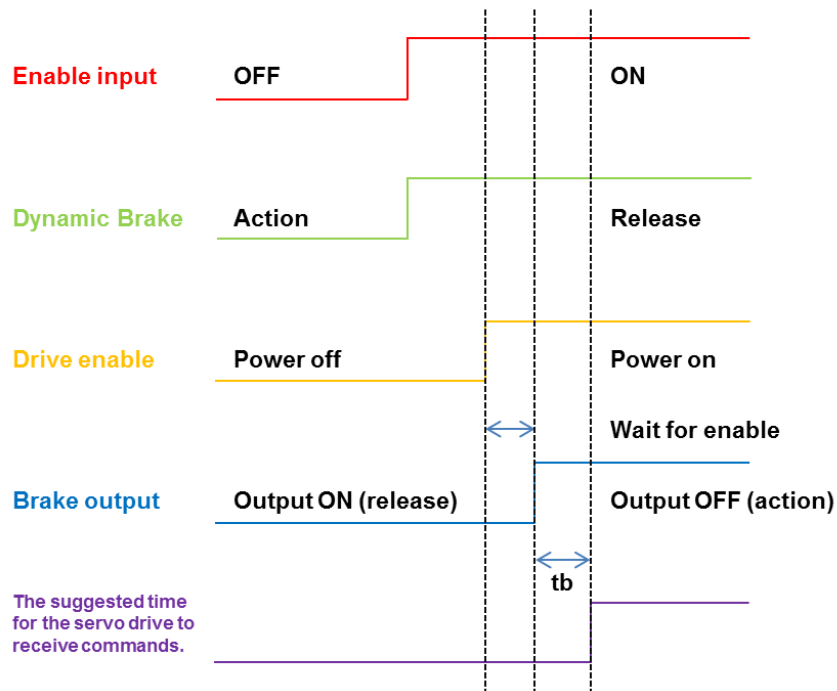 Enable input
OFF
ON
Dynamic Brake
Action
Release
Drive enable
Power off
Power on
Wait for enable
Brake output
Output ON (release)
Output OFF (action)
tb
The suggested time
for the servo drive to
receive commands.